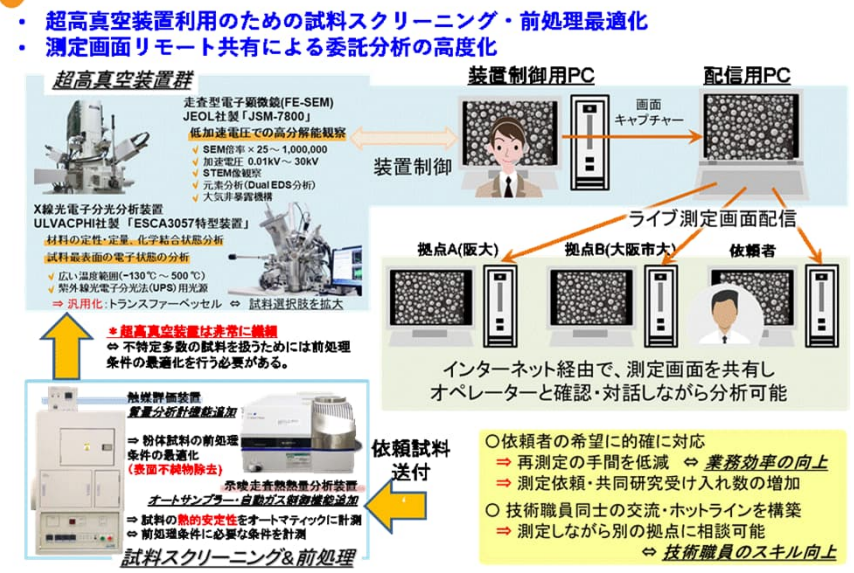 • 超高真空装置利用のための試料スクリーニング・前処理最適化
• 測定画面リモート共有による委託分析の高度化
超高真空装置群
走査型電子顕微鏡(FE-SEM)
JEOL社製「JSM-7800」
低加速電圧での高分解能観察
✓ SEM倍率×25～1,000,000
✓ 加速電圧 0.01kV～30kV
✓ STEM像観察
✓ 元素分析(Dual EDS分析)
✓ 大気非暴露機構
X線光電子分光分析装置
ULVACPHI社製 「ESCA3057特型装置」
材料の定性・定量、化学結合状態分析
試料最表面の電子状態の分析
✓ 広い温度範囲(−130℃～500℃)
✓ 紫外線光電子分光法(UPS)用光源
⇒ 汎用化:トランスファーベッセル ⇔ 試料選択肢を拡大
装置制御
装置制御用PC
画面
キャプチャー
配信用PC
ライブ測定画面配信
拠点A(阪大)
拠点B(大阪市大)
依頼者
インターネット経由で、測定画面を共有し
オペレーターと確認・対話しながら分析可能
＊超高真空装置は非常に繊細
⇔ 不特定多数の試料を扱うためには前処理
条件の最適化を行う必要がある。
触媒評価装置
質量分析計機能追加
⇒ 粉体試料の前処理
条件の最適化
(表面不純物除去)
示唆走査熱熱量分析装置
オートサンプラー・自動ガス制御機能追加
⇒ 試料の熱的安定性をオートマティックに計測
⇔ 前処理条件に必要な条件を計測
試料スクリーニング&前処理
依頼試料
送付
○依頼者の希望に的確に対応
⇒ 再測定の手間を低減 ⇔ 業務効率の向上
⇒ 測定依頼・共同研究受け入れ数の増加
○ 技術職員同士の交流・ホットラインを構築
⇒ 測定しながら別の拠点に相談可能
⇔ 技術職員のスキル向上